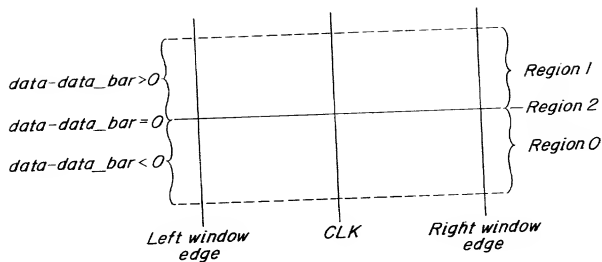 data-data_bar>0
data-data_bar=0
data-data_bar<0
Region 1
Region 2
Region 0
Left window
edge
CLK
Right window
edge